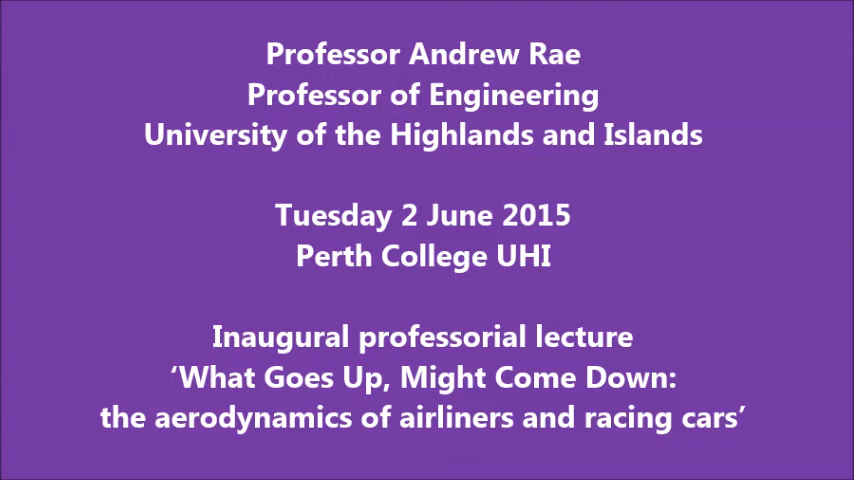 Professor Andrew Rae
Professor of Engineering
University of the Highlands and Islands
Tuesday 2 June 2015
Perth College UHI
Inaugural professorial lecture
‘What Goes Up, Might Come Down:
the aerodynamics of airliners and racing cars’